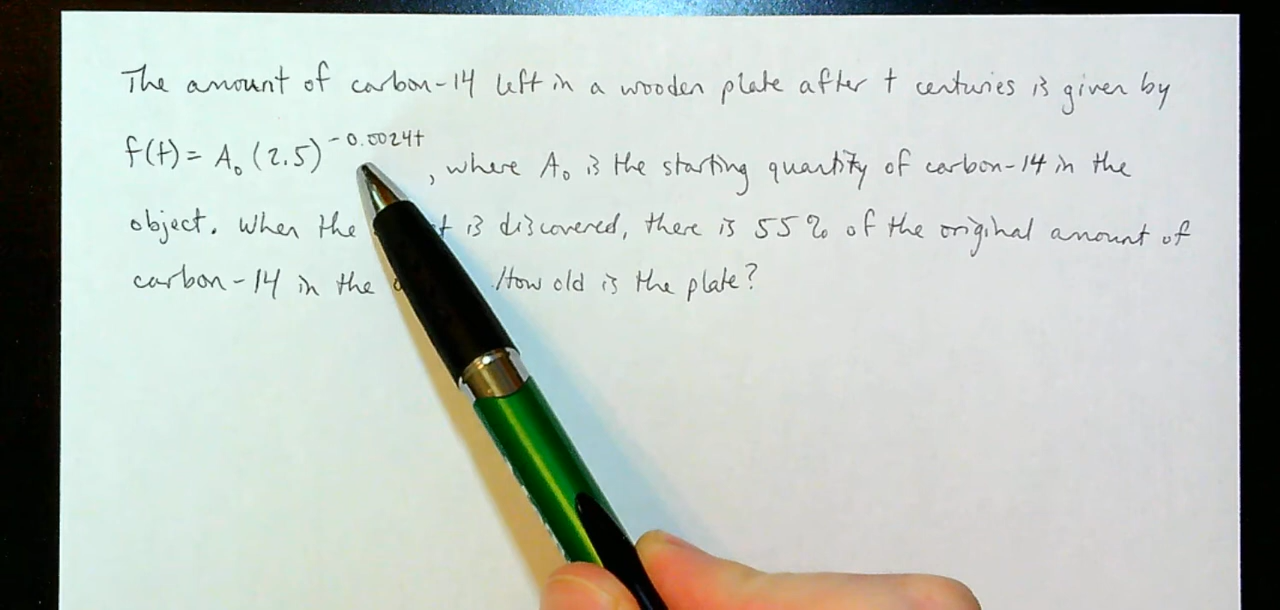 The amount of carbon-14 left in a wooden plate after t centuries is given by
f(t) = A₀ (2.5)^-0.0024t, where A₀ is the starting quantity of carbon-14 in the
object. When the is discovered, there is 55% of the original amount of
carbon-14 in the How old is the plate?